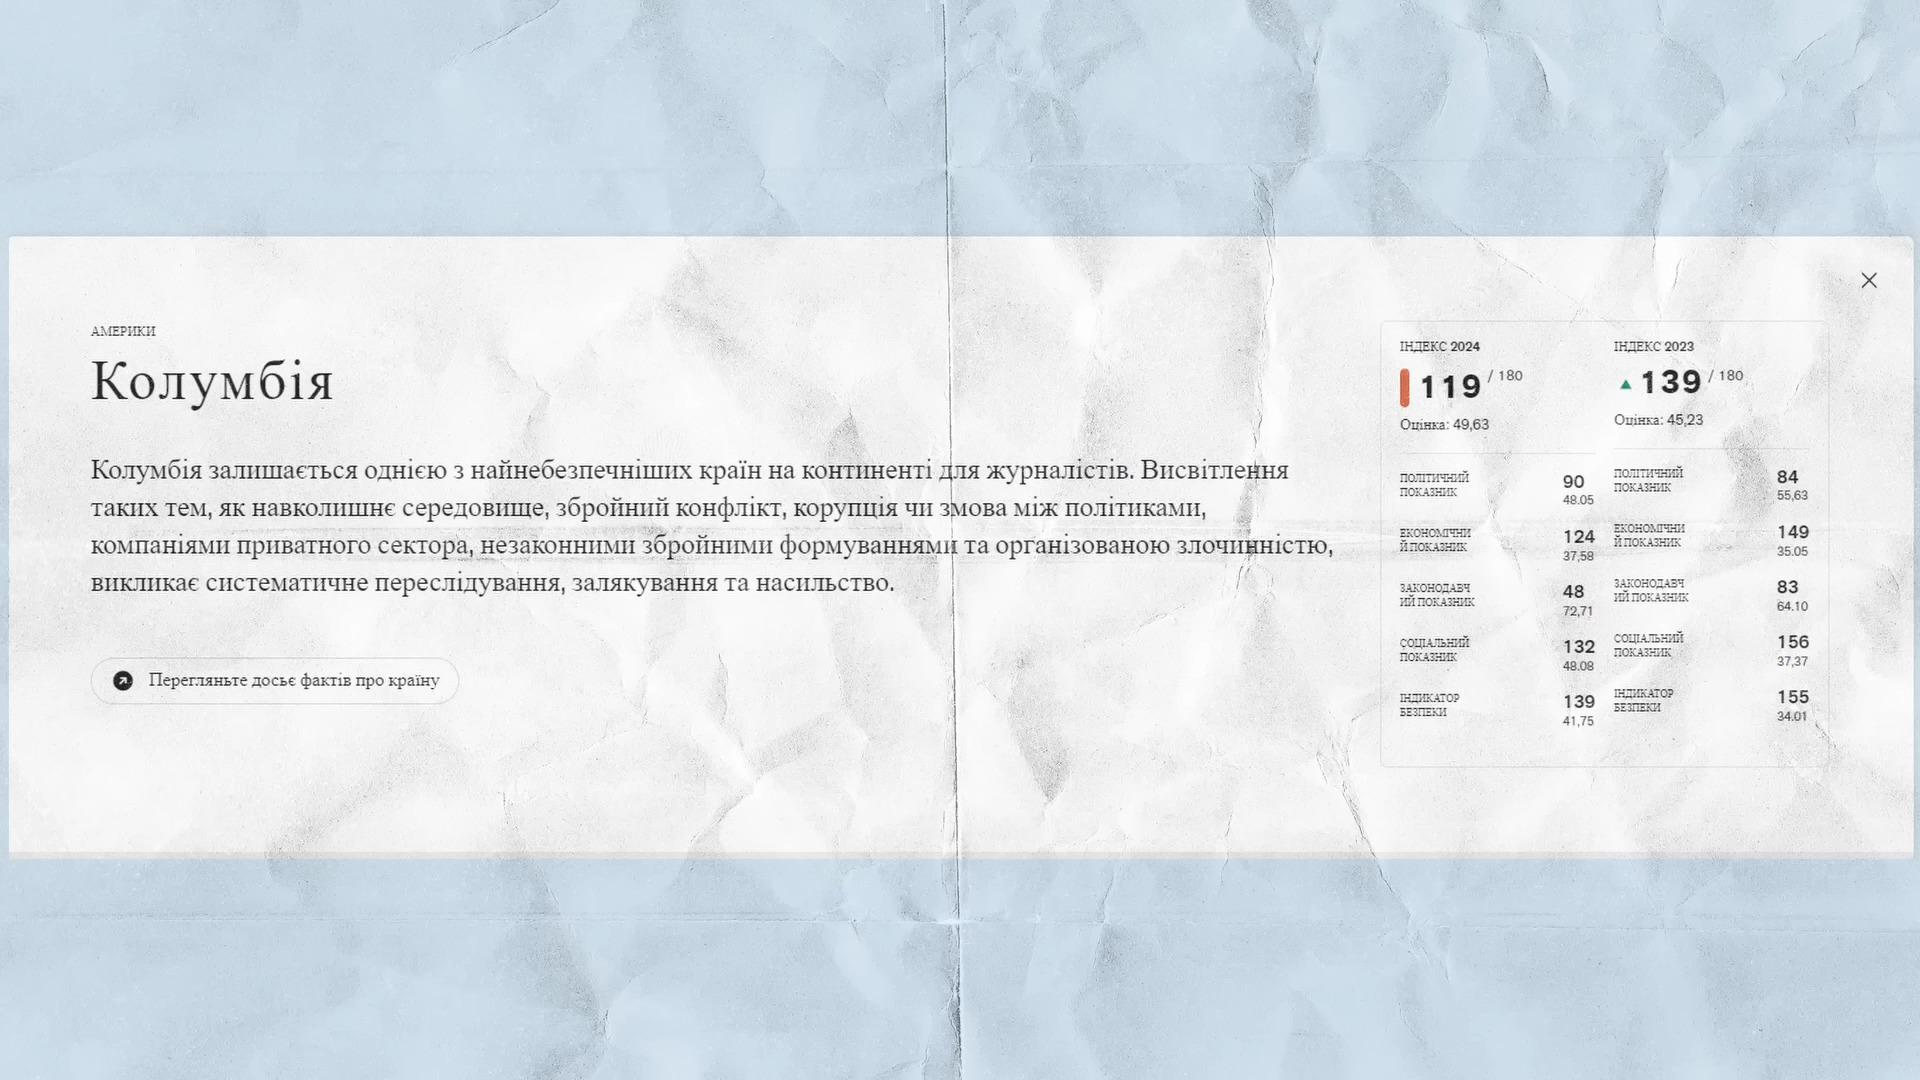 АМЕРИКИ
Колумбія
Колумбія залишається однією з найнебезпечніших країн на континенті для журналістів. Висвітлення
таких тем, як навколишнє середовище, збройний конфлікт, корупція чи змова між політиками,
компаніями приватного сектора, незаконними збройними формуваннями та організованою злочинністю,
викликає систематичне переслідування, залякування та насильство.
Перегляньте досьє фактів про країну
ІНДЕКС 2024
119 / 180
Оцінка: 49,63
ПОЛІТИЧНИЙ
ПОКАЗНИК
90
48.05
ЕКОНОМІЧНИ
Й ПОКАЗНИК
124
37,58
ЗАКОНОДАВЧ
ИЙ ПОКАЗНИК
48
72,71
СОЦІАЛЬНИЙ
ПОКАЗНИК
132
48.08
ІНДИКАТОР
БЕЗПЕКИ
139
41,75
ІНДЕКС 2023
139 / 180
Оцінка: 45,23
ПОЛІТИЧНИЙ
ПОКАЗНИК
84
55,63
ЕКОНОМІЧНИ
Й ПОКАЗНИК
149
35.05
ЗАКОНОДАВЧ
ИЙ ПОКАЗНИК
83
64.10
СОЦІАЛЬНИЙ
ПОКАЗНИК
156
37,37
ІНДИКАТОР
БЕЗПЕКИ
155
34.01